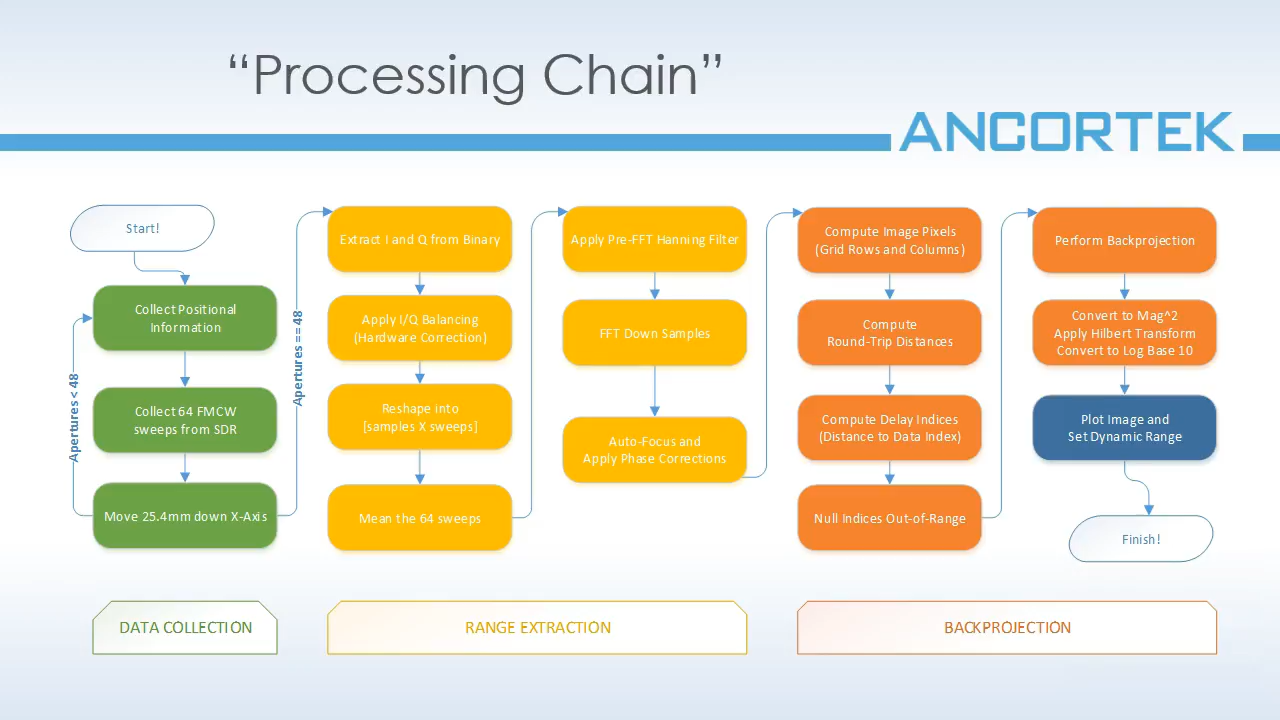 “Processing Chain”
ANCORTEK
Start!
Collect Positional
Information
Collect 64 FMCW
sweeps from SDR
Move 25.4mm down X-Axis
Apertures < 48
Apertures == 48
Extract I and Q from Binary
Apply I/Q Balancing
(Hardware Correction)
Reshape into
[samples X sweeps]
Mean the 64 sweeps
Apply Pre-FFT Hanning Filter
FFT Down Samples
Auto-Focus and
Apply Phase Corrections
Compute Image Pixels
(Grid Rows and Columns)
Compute
Round-Trip Distances
Compute Delay Indices
(Distance to Data Index)
Null Indices Out-of-Range
Perform Backprojection
Convert to Mag^2
Apply Hilbert Transform
Convert to Log Base 10
Plot Image and
Set Dynamic Range
Finish!
DATA COLLECTION
RANGE EXTRACTION
BACKPROJECTION